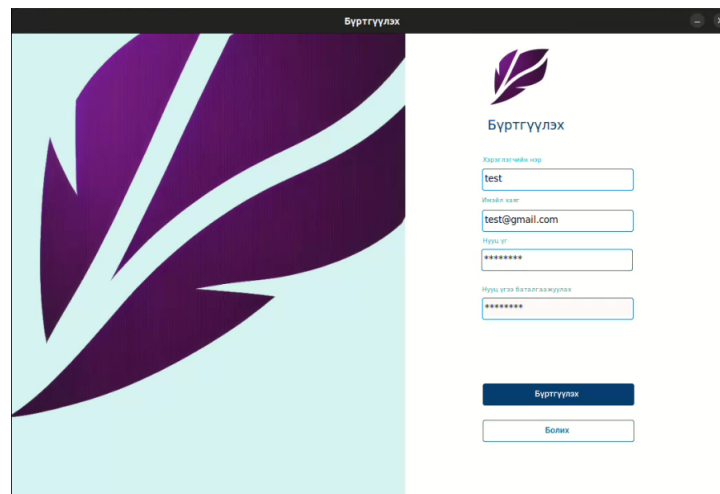 Бүртгүүлэх
Бүртгүүлэх
Хэрэглэгчийн нэр
test
Имэйл хаяг
test@gmail.com
Нууц үг
********
Нууц үгээ баталгаажуулах
********
Бүртгүүлэх
Болих